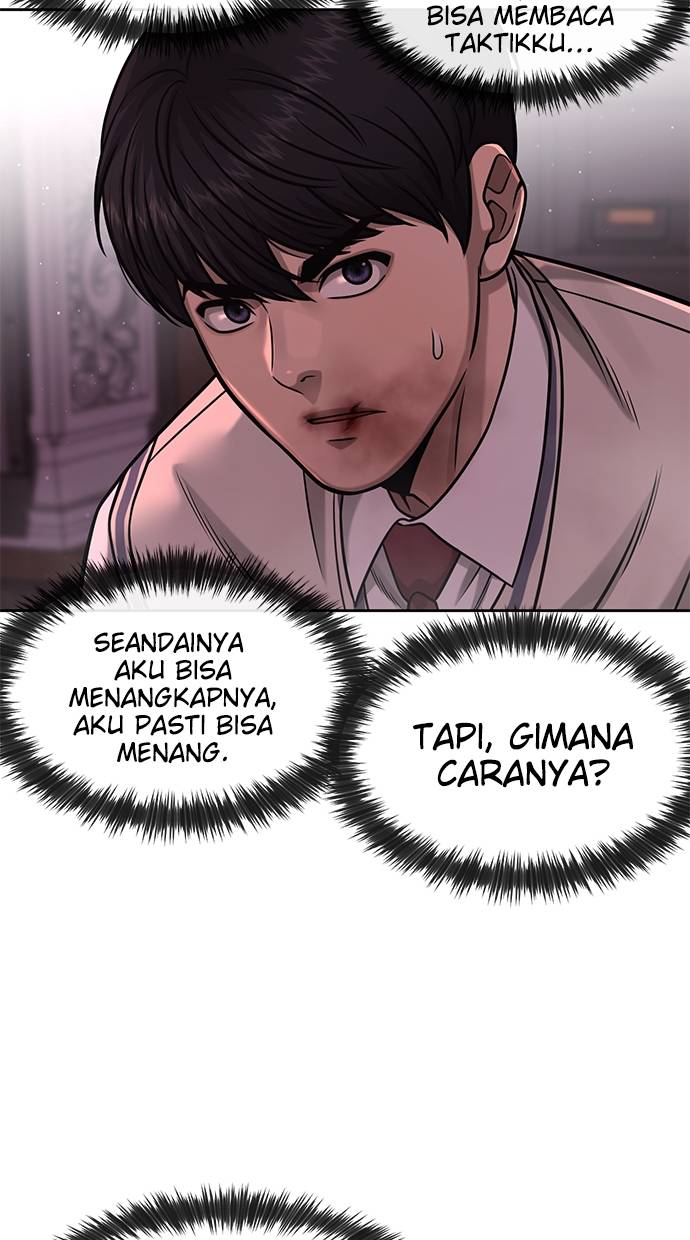 BISA MEMBACA
TAKTIKKU...
SEANDAINYA
AKU BISA
MENANGKAPNYA,
AKU PASTI BISA
MENANG.
TAPI, GIMANA
CARANYA?